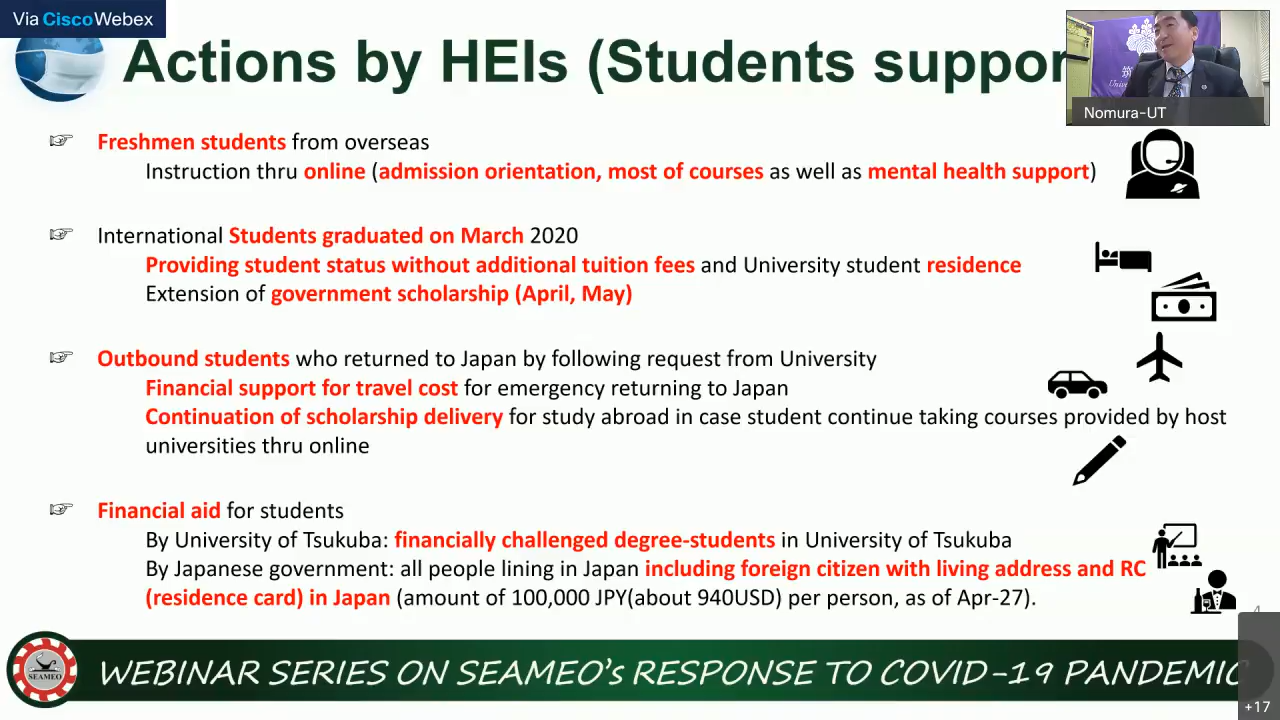 Via Cisco Webex
Actions by HEIs (Students suppor
Nomura-UT
☞ Freshmen students from overseas
Instruction thru online (admission orientation, most of courses as well as mental health support)
☞ International Students graduated on March 2020
Providing student status without additional tuition fees and University student residence
Extension of government scholarship (April, May)
☞ Outbound students who returned to Japan by following request from University
Financial support for travel cost for emergency returning to Japan
Continuation of scholarship delivery for study abroad in case student continue taking courses provided by host
universities thru online
☞ Financial aid for students
By University of Tsukuba: financially challenged degree-students in University of Tsukuba
By Japanese government: all people lining in Japan including foreign citizen with living address and RC
(residence card) in Japan (amount of 100,000 JPY(about 940USD) per person, as of Apr-27).
SEAMEO
WEBINAR SERIES ON SEAMEO's RESPONSE TO COVID-19 PANDEMIC
+17